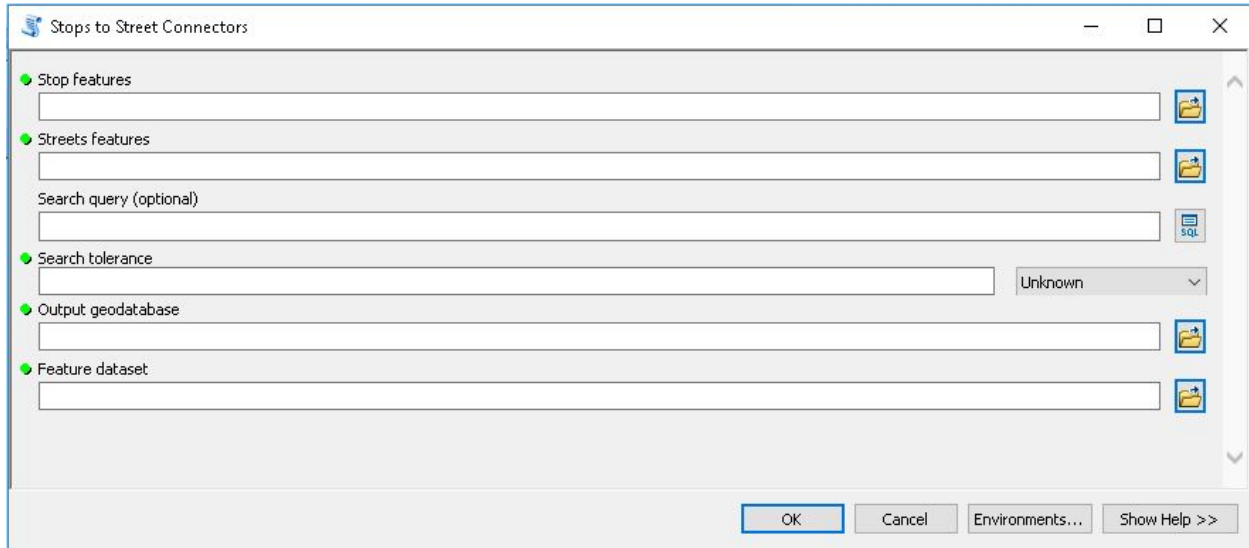 Stops to Street Connectors
Stop features
Streets features
Search query (optional)
SQL
Search tolerance
Unknown
Output geodatabase
Feature dataset
OK Cancel Environments... Show Help >>